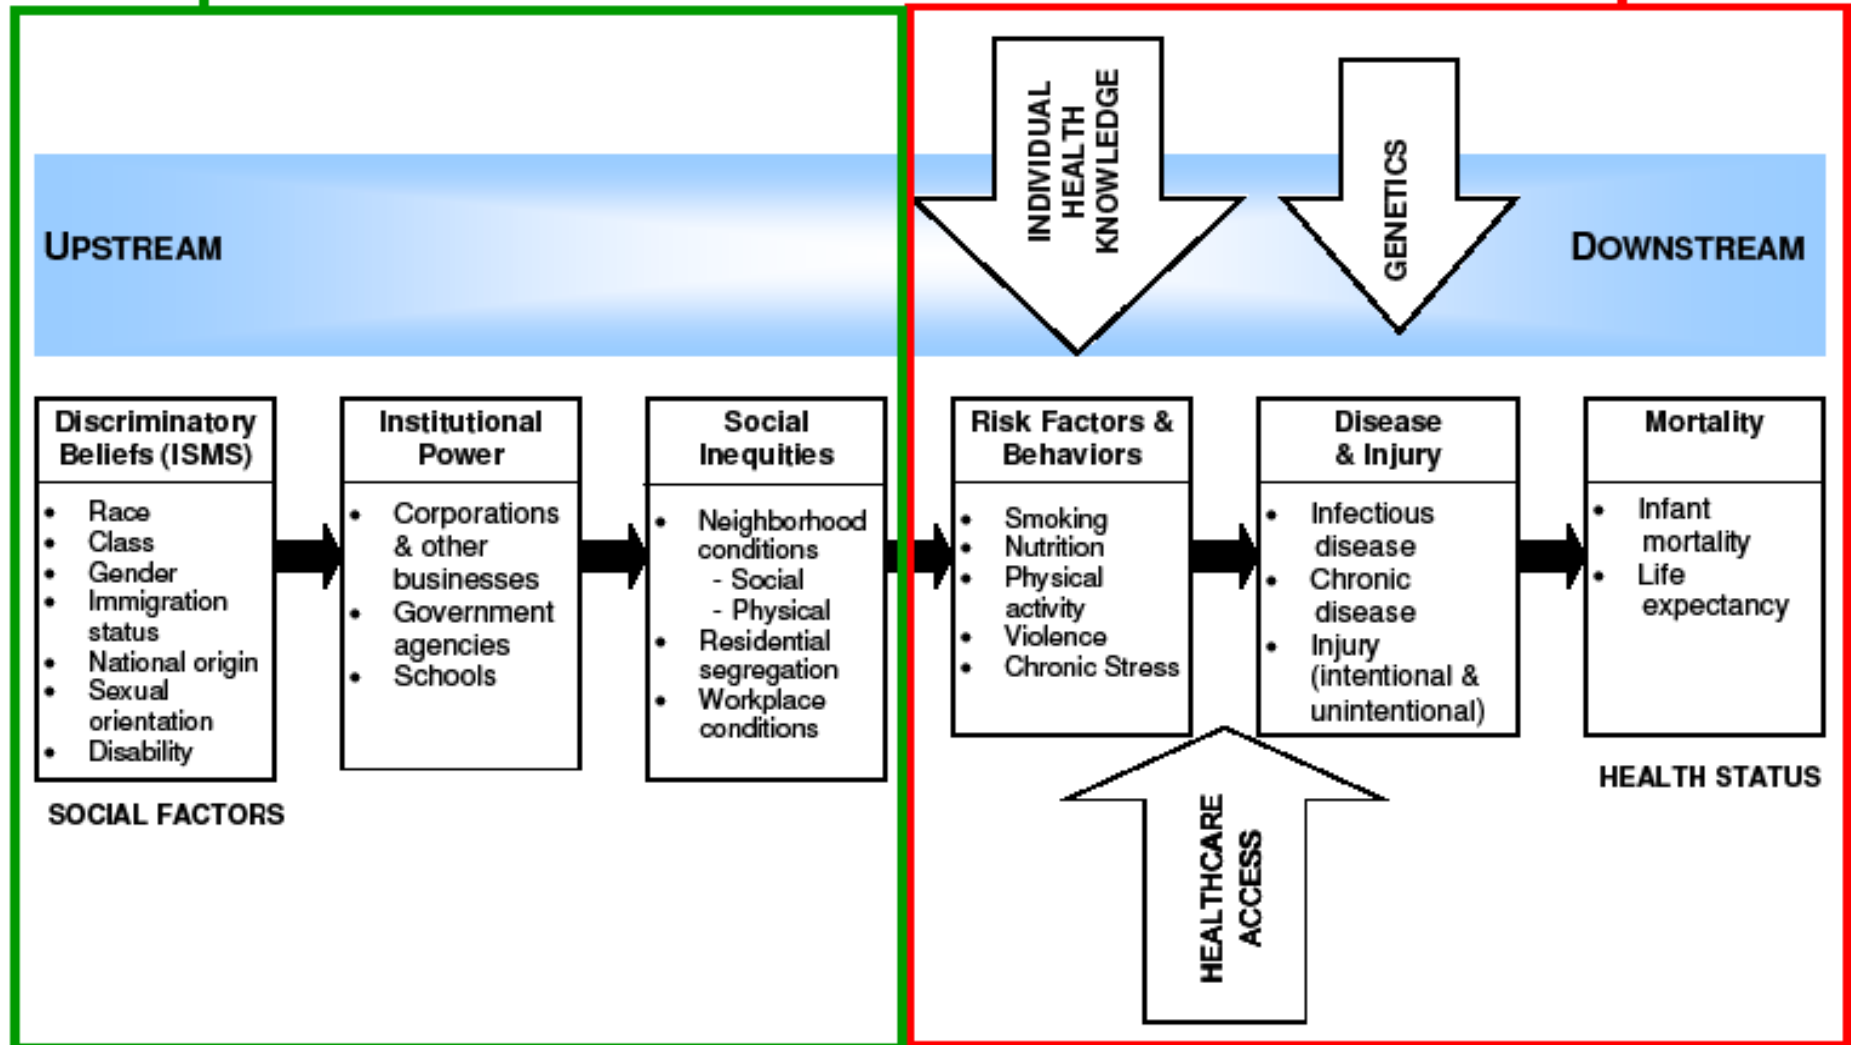 INDIVIDUAL
HEALTH
KNOWLEDGE
GENETICS
UPSTREAM
DOWNSTREAM
Discriminatory
Beliefs (ISMS)
• Race
• Class
• Gender
• Immigration
status
• National origin
• Sexual
orientation
• Disability
SOCIAL FACTORS
Institutional
Power
• Corporations
& other
businesses
• Government
agencies
• Schools
Social
Inequities
• Neighborhood
conditions
- Social
- Physical
• Residential
segregation
• Workplace
conditions
Risk Factors &
Behaviors
• Smoking
• Nutrition
• Physical
activity
• Violence
• Chronic Stress
Disease
& Injury
• Infectious
disease
• Chronic
disease
• Injury
(intentional &
unintentional)
Mortality
• Infant
mortality
• Life
expectancy
HEALTH STATUS
HEALTHCARE
ACCESS